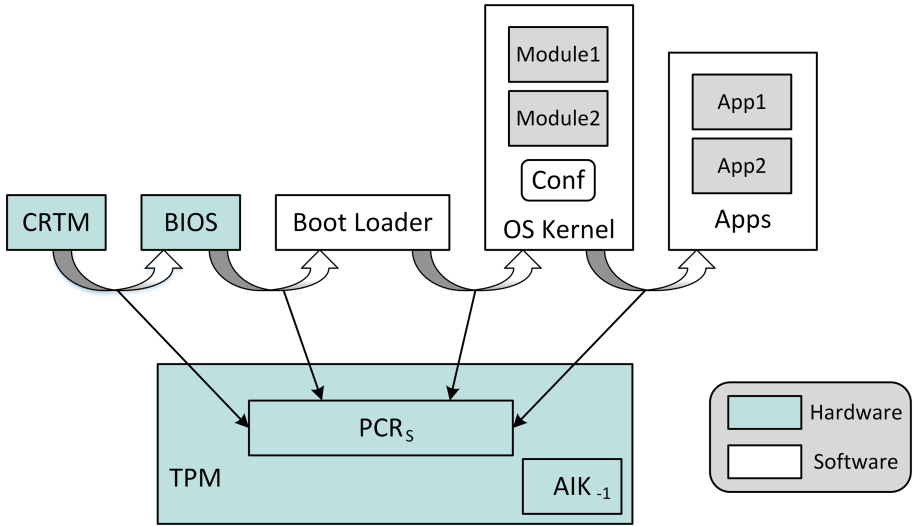 Module1
Module2
Conf
OS Kernel
App1
App2
Apps
CRTM
BIOS
Boot Loader
PCRS
TPM
AIK -1
Hardware
Software